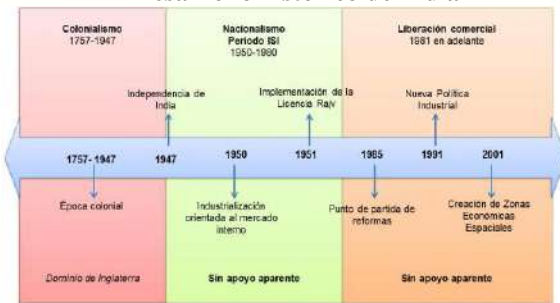 Colonialismo
1757-1947
Nacionalismo
Periodo ISI
1950-1980
Liberación comercial
1981 en adelante
Independencia de
India
Implementación de la
Licencia Rajv
Nueva Política
Industrial
1757- 1947
1947
1950
1951
1985
1991
2001
Época colonial
Industrialización
orientada al mercado
interno
Punto de partida de
reformas
Creación de Zonas
Económicas
Espaciales
Dominio de Inglaterra
Sin apoyo aparente
Sin apoyo aparente